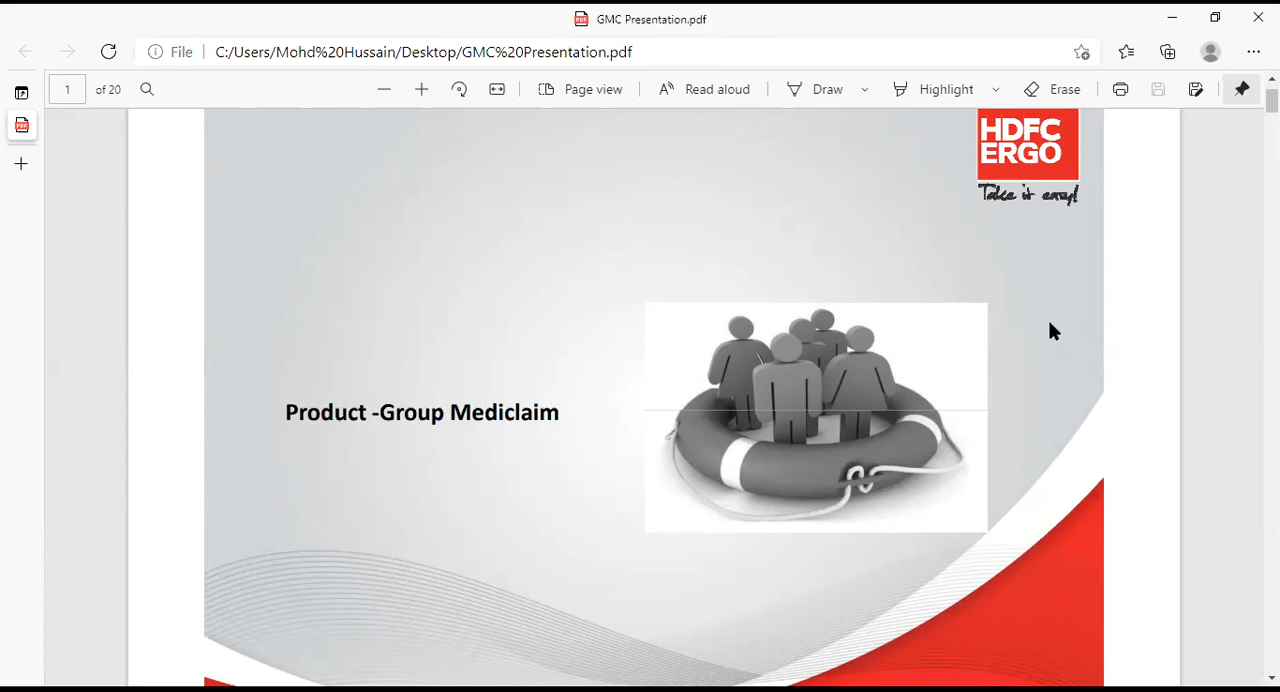 GMC Presentation.pdf
File
C:/Users/Mohd%20Hussain/Desktop/GMC%20Presentation.pdf
1 of 20
Page view
Read aloud
Draw
Highlight
Erase
HDFC
ERGO
Take it easy!
Product -Group Mediclaim